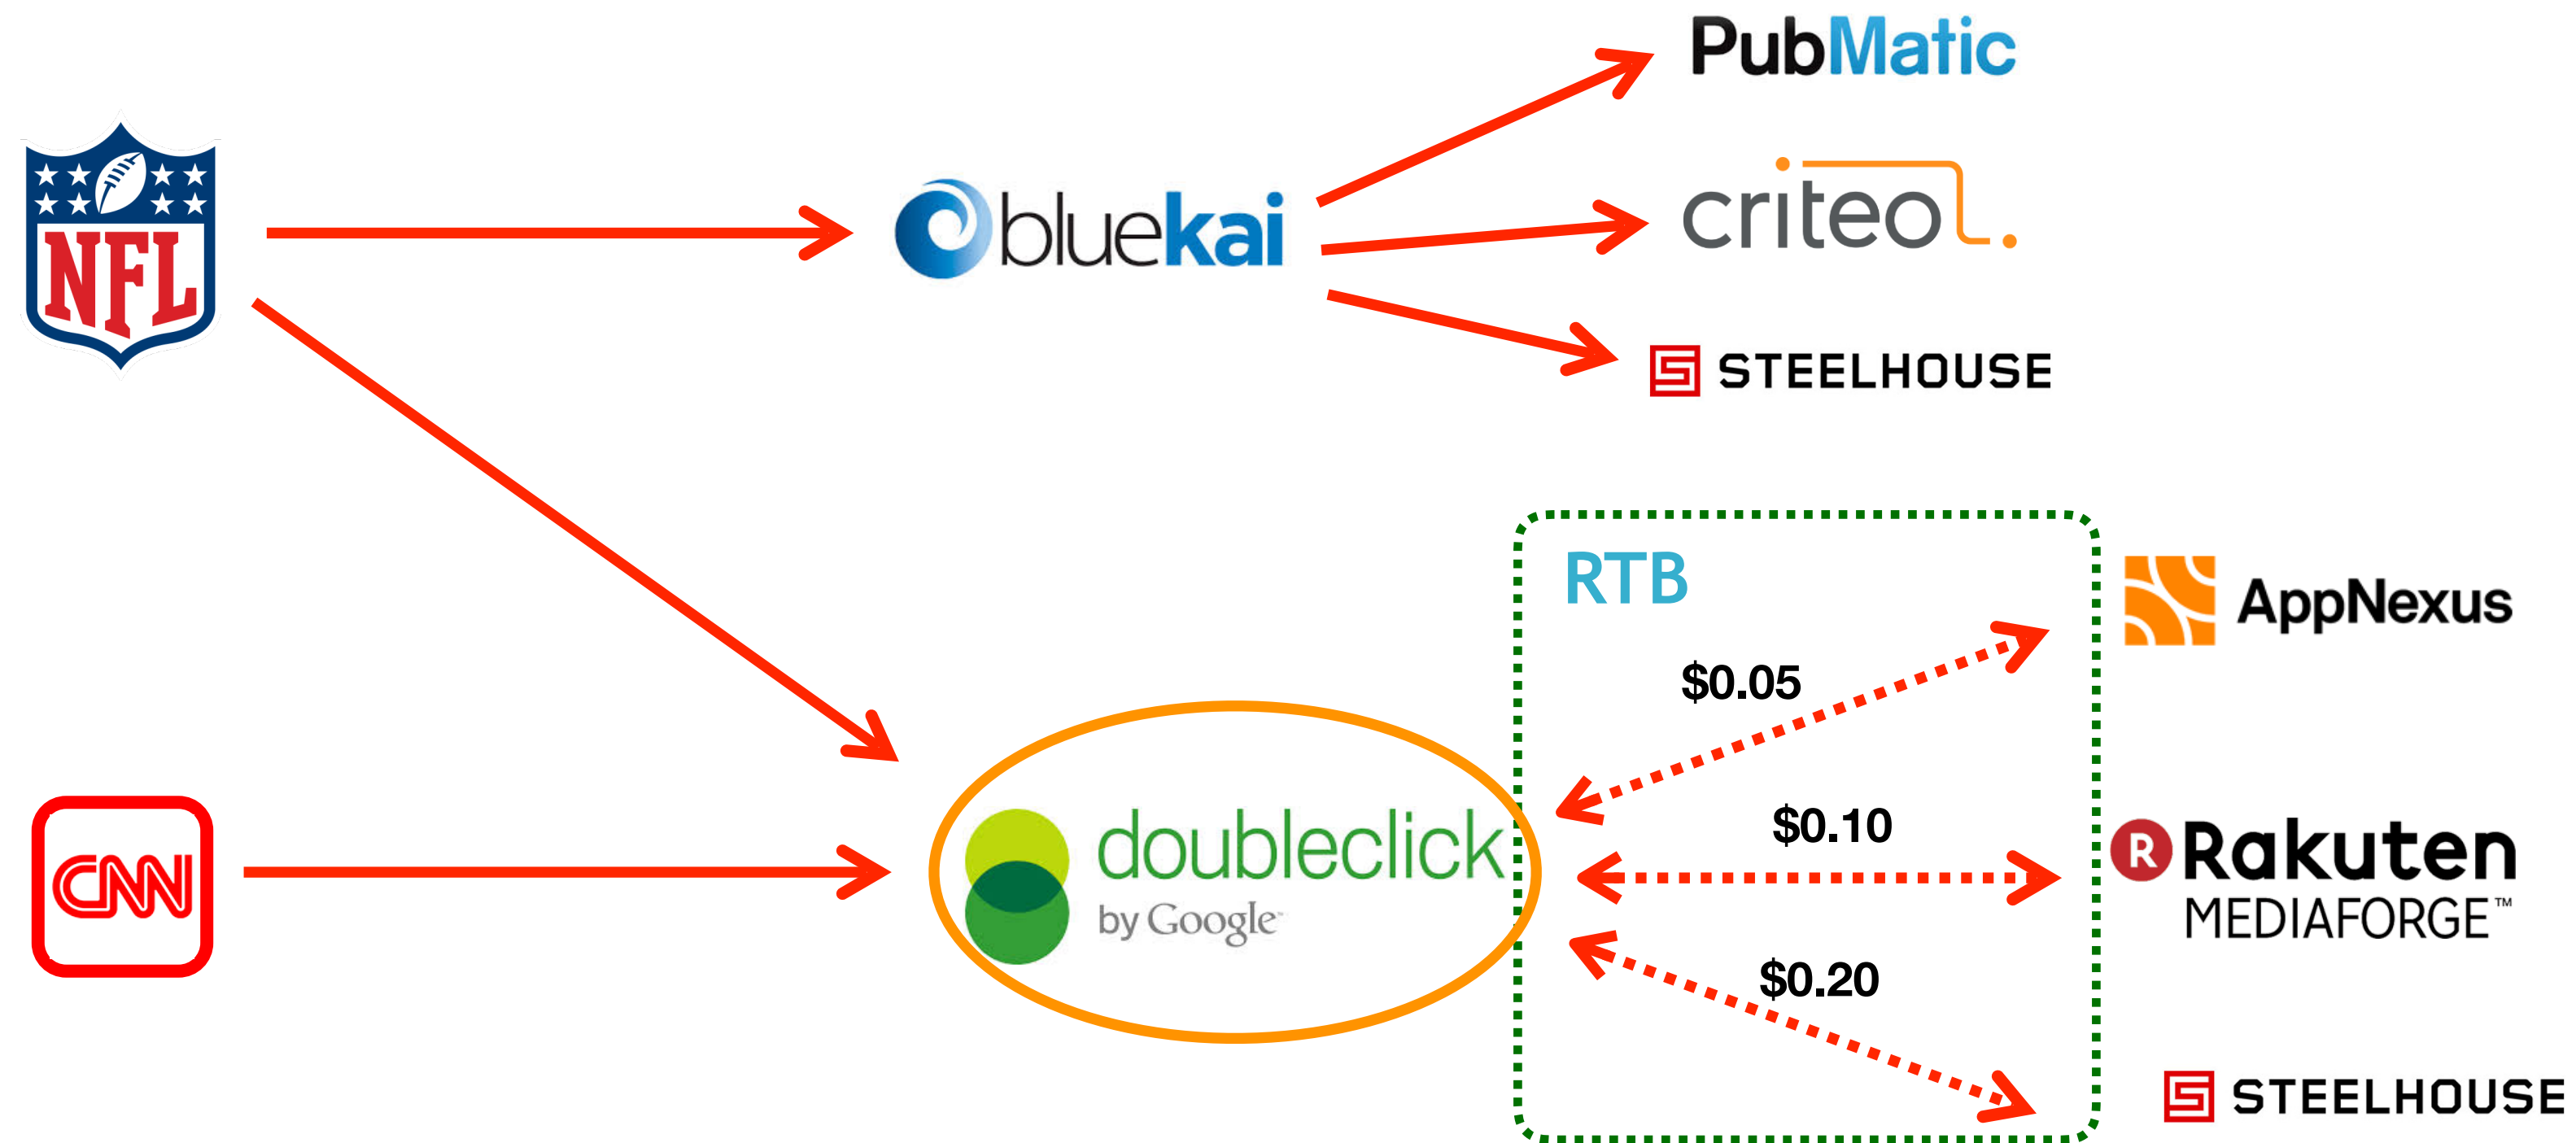 PubMatic
NFL
bluekai
criteo
STEELHOUSE
RTB
AppNexus
$0.05
CNN
doubleclick
by Google
$0.10
R Rakuten
MEDIAFORGE™
$0.20
STEELHOUSE